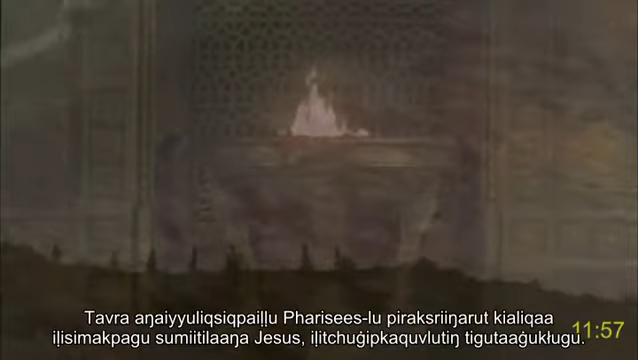 Tavra aŋaiyyuliqsiqpaiḷḷu Pharisees-lu piraksriiŋarut kialiqaa
iḷisimakpagu sumiitilaaŋa Jesus, iḷitchuġipkaquvlutiŋ tigutaaġukługu.
11:57